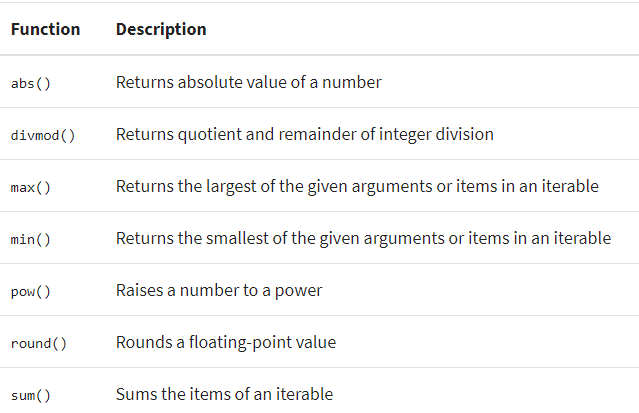 Function Description
abs() Returns absolute value of a number
divmod() Returns quotient and remainder of integer division
max() Returns the largest of the given arguments or items in an iterable
min() Returns the smallest of the given arguments or items in an iterable
pow() Raises a number to a power
round() Rounds a floating-point value
sum() Sums the items of an iterable